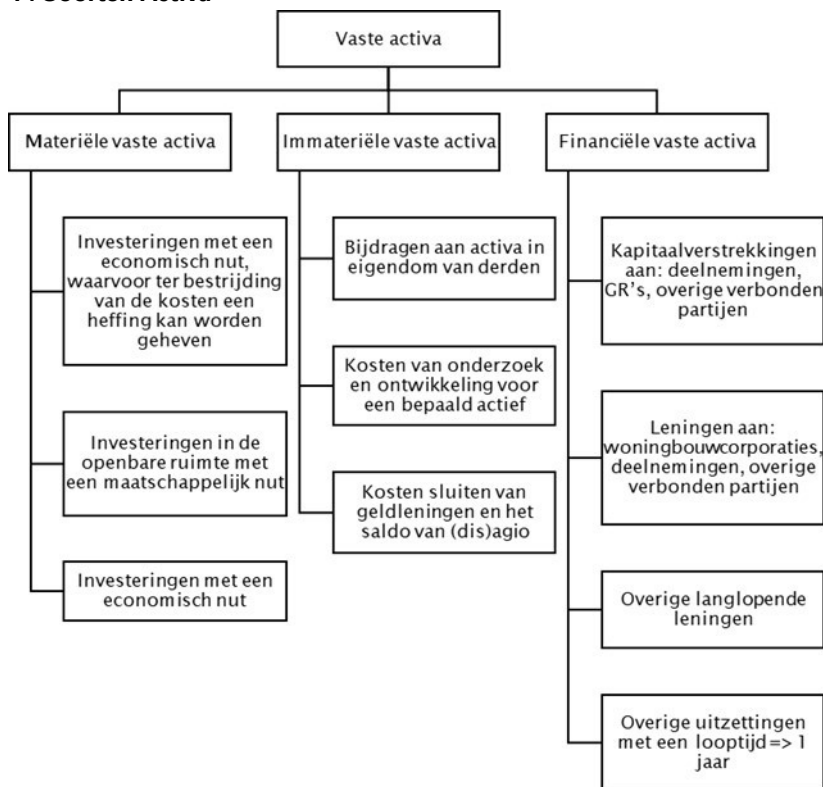 Soorten Activa
Vaste activa
Materiële vaste activa
Immateriële vaste activa
Financiële vaste activa
Investeringen met een
economisch nut,
waarvoor ter bestrijding
van de kosten een
heffing kan worden
geheven
Investeringen in de
openbare ruimte met
een maatschappelijk nut
Investeringen met een
economisch nut
Bijdragen aan activa in
eigendom van derden
Kosten van onderzoek
en ontwikkeling voor
een bepaald actief
Kosten sluiten van
geldleningen en het
saldo van (dis)agio
Kapitaalverstrekkingen
aan: deelnemingen,
GR's, overige verbonden
partijen
Leningen aan:
woningbouwcorporaties,
deelnemingen, overige
verbonden partijen
Overige langlopende
leningen
Overige uitzettingen
met een looptijd => 1
jaar